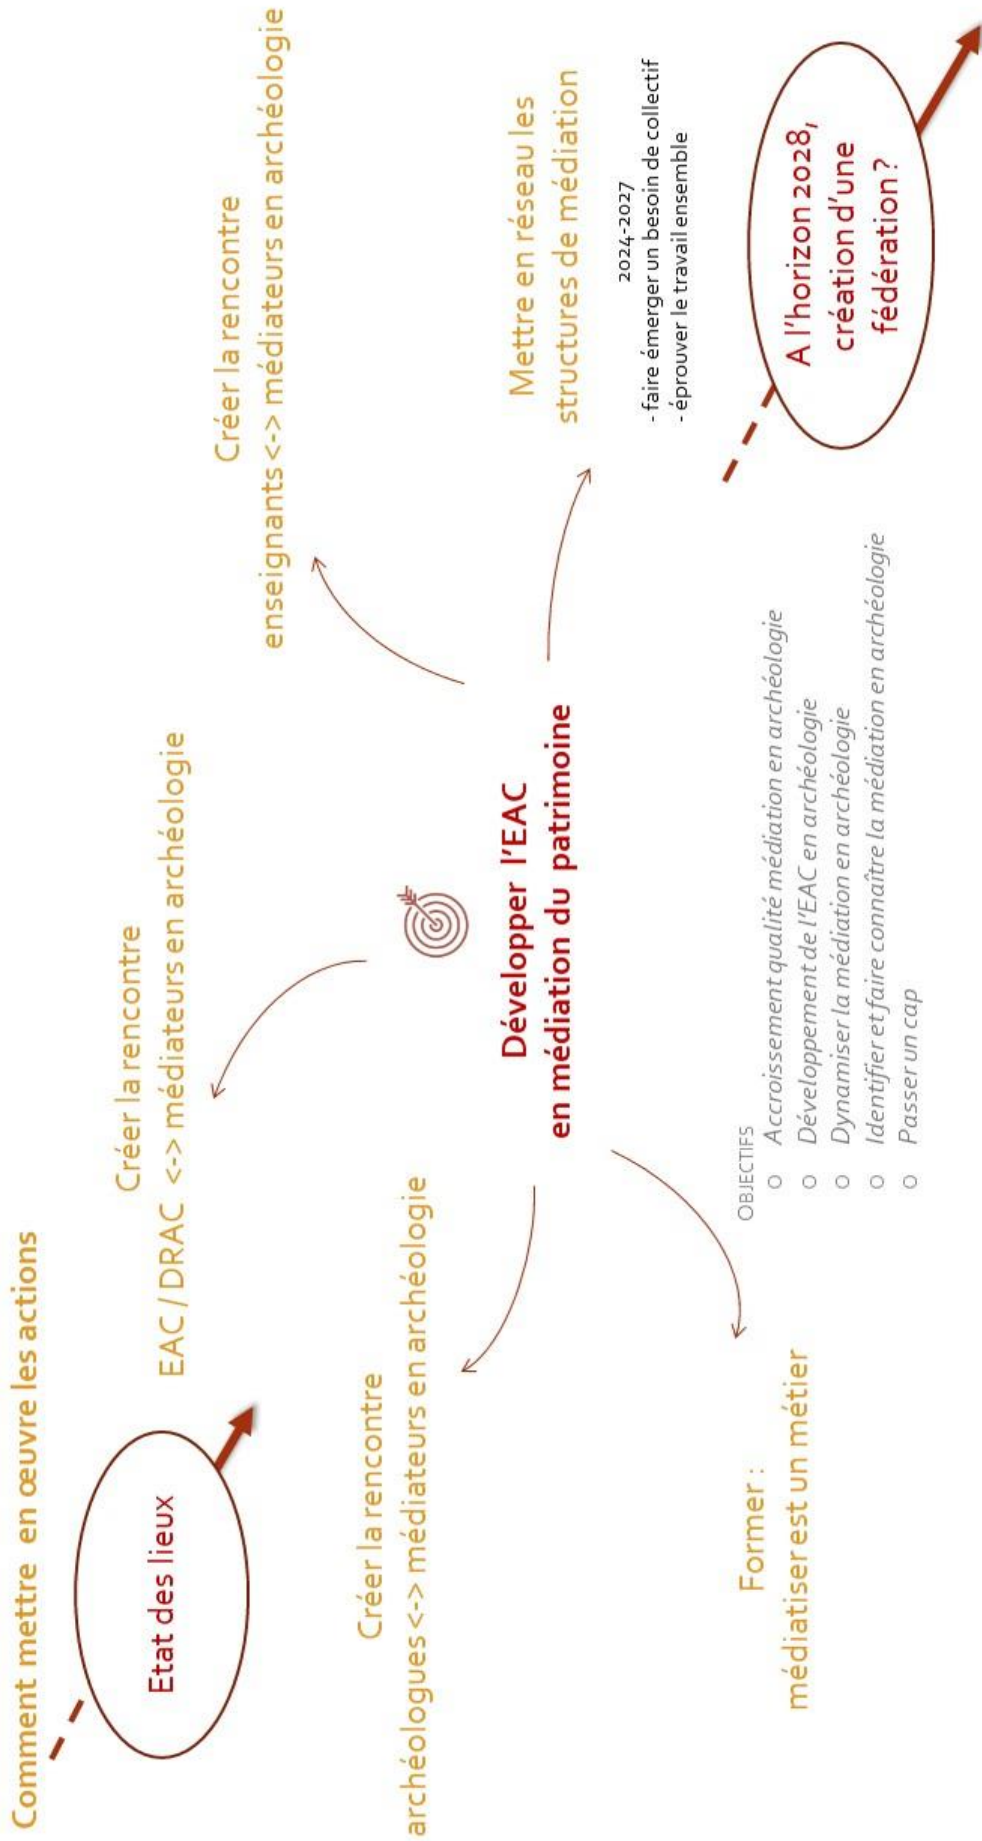 Comment mettre en œuvre les actions
Etat des lieux
Créer la rencontre
EAC / DRAC <-> médiateurs en archéologie
Créer la rencontre
enseignants <-> médiateurs en archéologie
Créer la rencontre
archéologues <-> médiateurs en archéologie
Développer l'EAC
en médiation du patrimoine
Mettre en réseau les
structures de médiation
2024-2027
- faire émerger un besoin de collectif
- éprouver le travail ensemble
Former :
médiatiser est un métier
OBJECTIFS
o Accroissement qualité médiation en archéologie
o Développement de l'EAC en archéologie
o Dynamiser la médiation en archéologie
o Identifier et faire connaître la médiation en archéologie
o Passer un cap
A l'horizon 2028,
création d'une
fédération ?